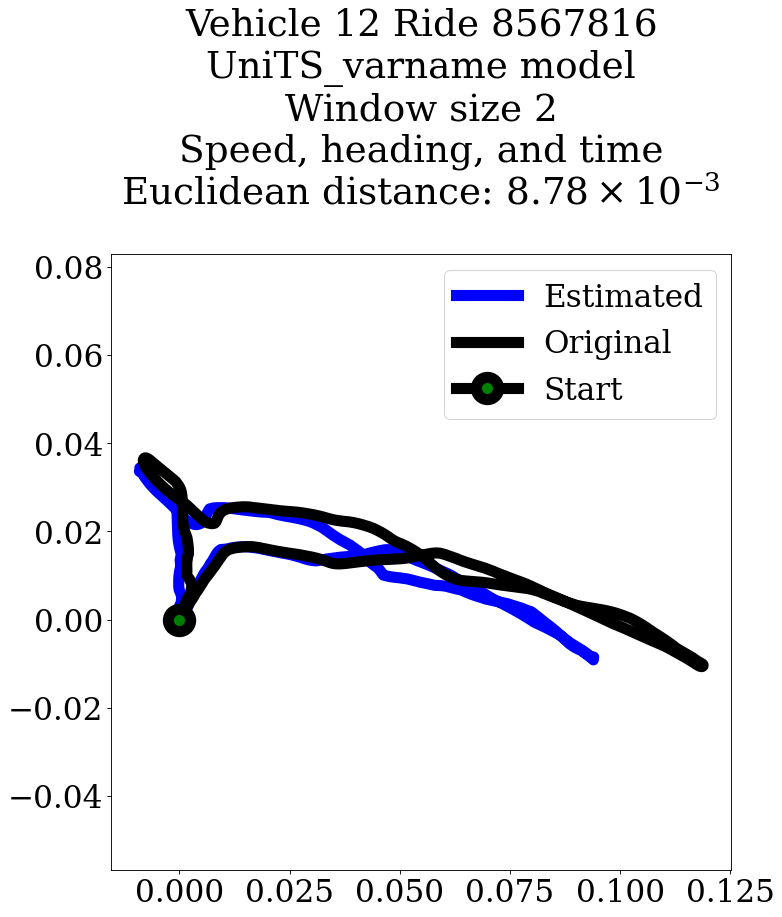 Vehicle 12 Ride 8567816
UniTS_varname model
Window size 2
Speed, heading, and time
Euclidean distance: 8.78 × 10⁻³
Estimated
Original
Start
0.08
0.06
0.04
0.02
0.00
−0.02
−0.04
0.000 0.025 0.050 0.075 0.100 0.125